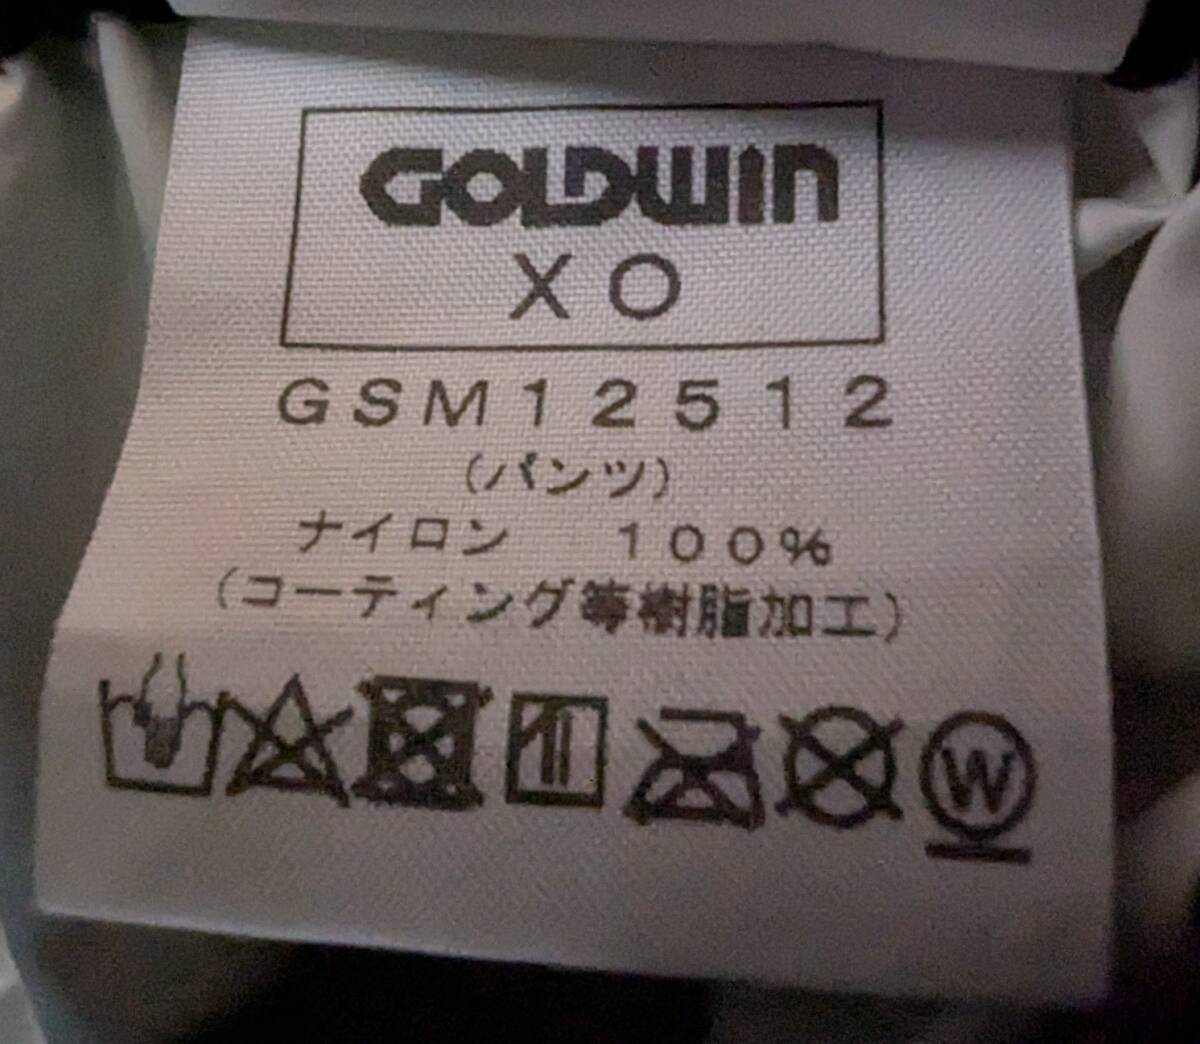 GOLDWIN
XO
GSM12512
(パンツ)
ナイロン 100%
(コーティング等樹脂加工)
W